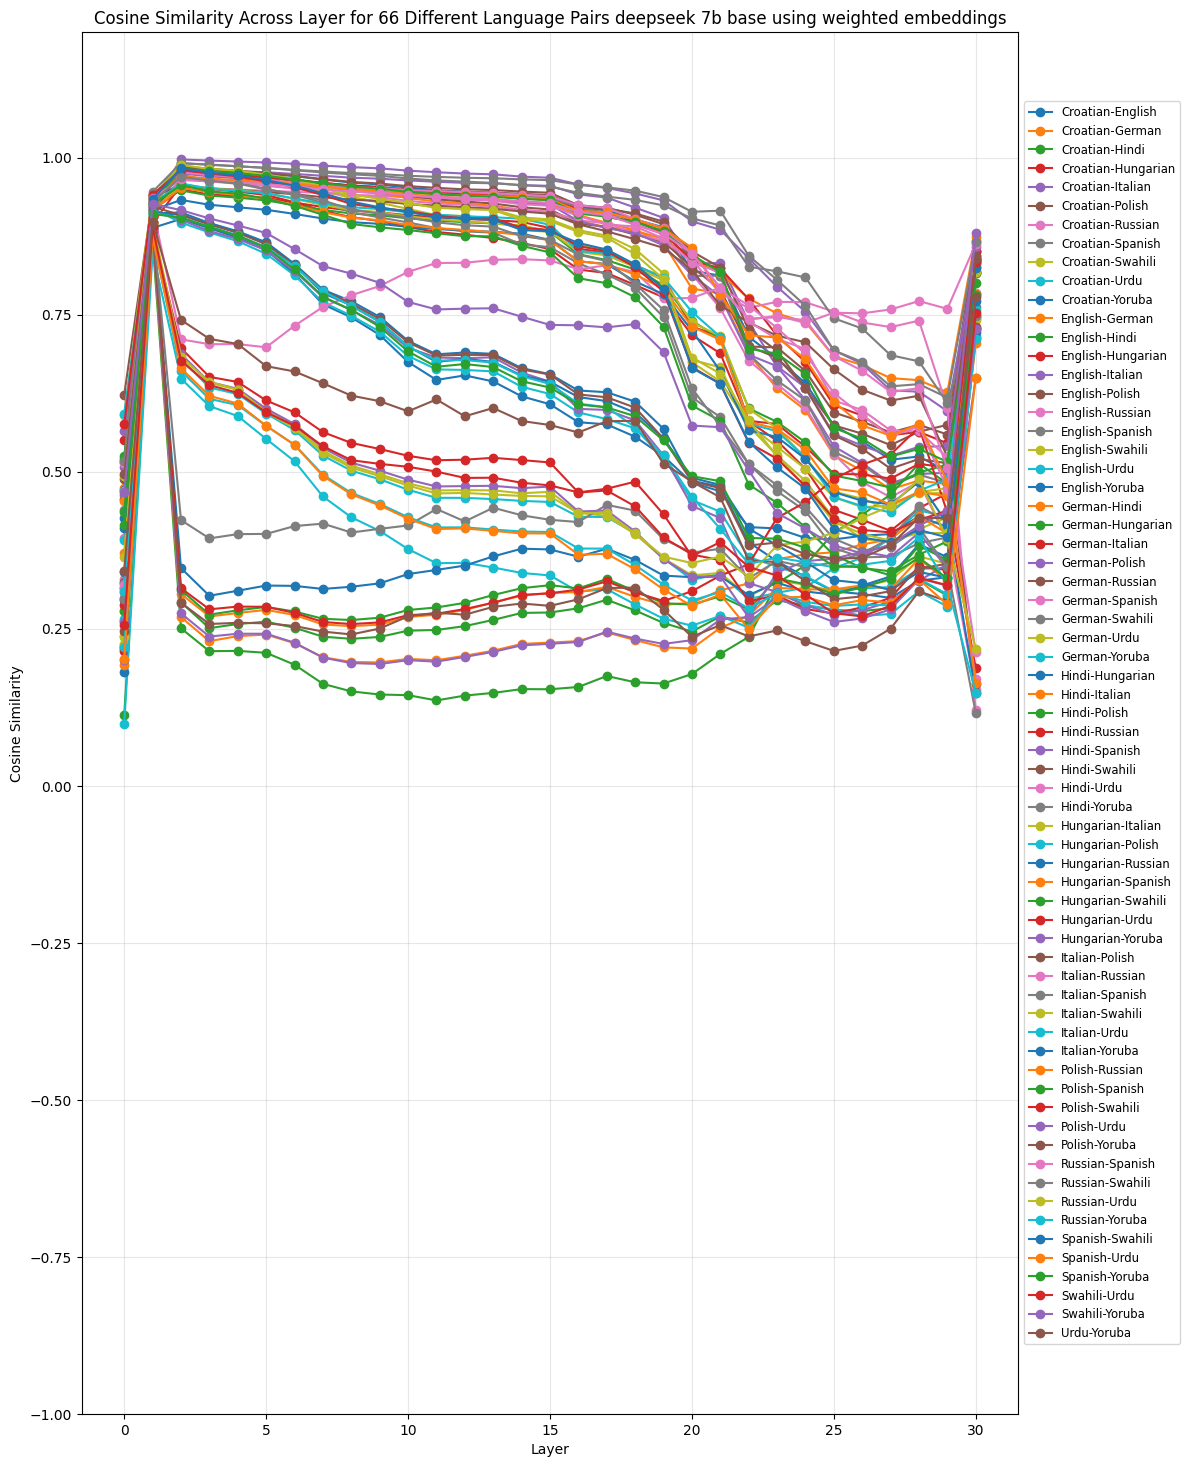 Cosine Similarity Across Layer for 66 Different Language Pairs deepseek 7b base using weighted embeddings
Cosine Similarity
1.00
0.75
0.50
0.25
0.00
−0.25
−0.50
−0.75
−1.00
0
5
10
15
20
25
30
Layer
Croatian-English
Croatian-German
Croatian-Hindi
Croatian-Hungarian
Croatian-Italian
Croatian-Polish
Croatian-Russian
Croatian-Spanish
Croatian-Swahili
Croatian-Urdu
Croatian-Yoruba
English-German
English-Hindi
English-Hungarian
English-Italian
English-Polish
English-Russian
English-Spanish
English-Swahili
English-Urdu
English-Yoruba
German-Hindi
German-Hungarian
German-Italian
German-Polish
German-Russian
German-Spanish
German-Swahili
German-Urdu
German-Yoruba
Hindi-Hungarian
Hindi-Italian
Hindi-Polish
Hindi-Russian
Hindi-Spanish
Hindi-Swahili
Hindi-Urdu
Hindi-Yoruba
Hungarian-Italian
Hungarian-Polish
Hungarian-Russian
Hungarian-Spanish
Hungarian-Swahili
Hungarian-Urdu
Hungarian-Yoruba
Italian-Polish
Italian-Russian
Italian-Spanish
Italian-Swahili
Italian-Urdu
Italian-Yoruba
Polish-Russian
Polish-Spanish
Polish-Swahili
Polish-Urdu
Polish-Yoruba
Russian-Spanish
Russian-Swahili
Russian-Urdu
Russian-Yoruba
Spanish-Swahili
Spanish-Urdu
Spanish-Yoruba
Swahili-Urdu
Swahili-Yoruba
Urdu-Yoruba